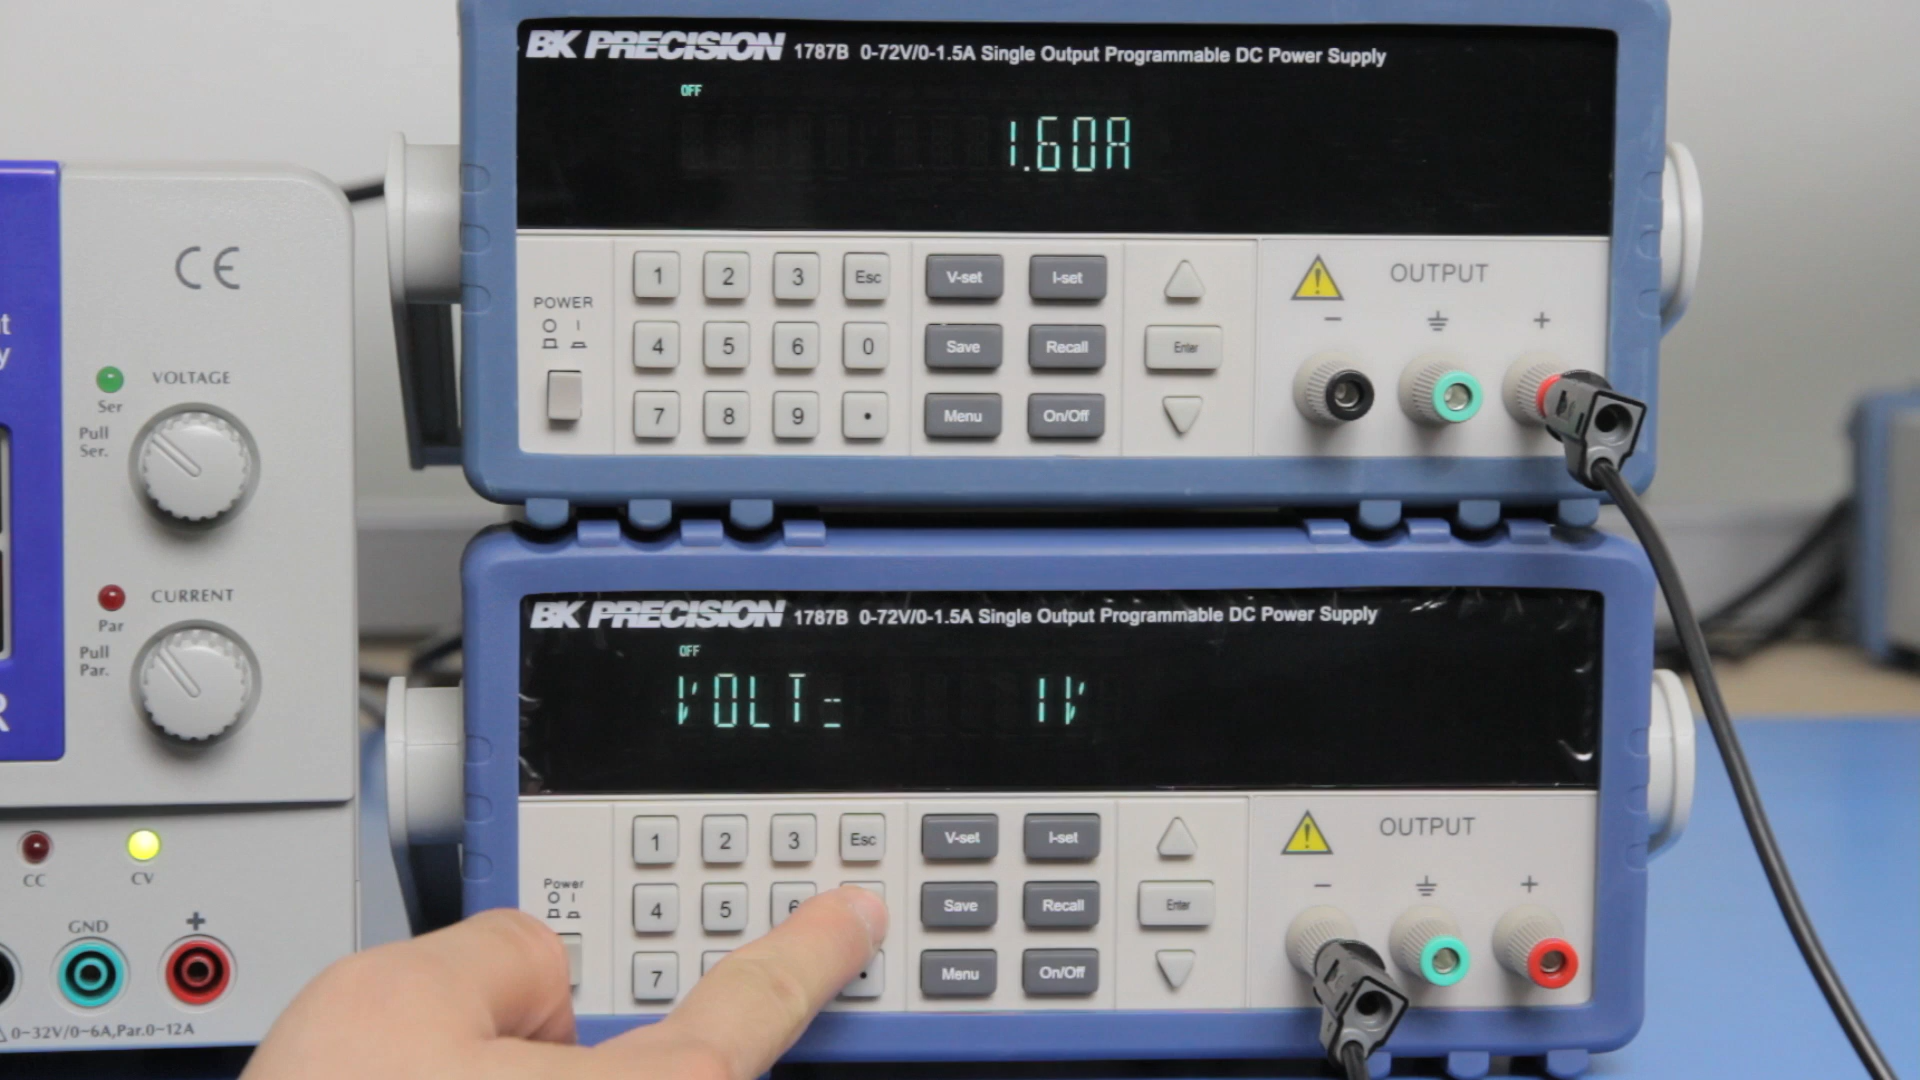 BK PRECISION 1787B 0-72V/0-1.5A Single Output Programmable DC Power Supply
OFF
1.60A
POWER
1 2 3 Esc
4 5 6 0
7 8 9 .
V-set I-set
Save Recall
Menu On/Off
Enter
OUTPUT
− +
CE
VOLTAGE
Ser
Pull
Ser.
CURRENT
Par
Pull
Par.
CC CV
GND +
0-32V/0-6A,Par.0-12A
BK PRECISION 1787B 0-72V/0-1.5A Single Output Programmable DC Power Supply
OFF
VOLT= 1V
Power
1 2 3 Esc
4 5 6
7 .
V-set I-set
Save Recall
Menu On/Off
Enter
OUTPUT
− +